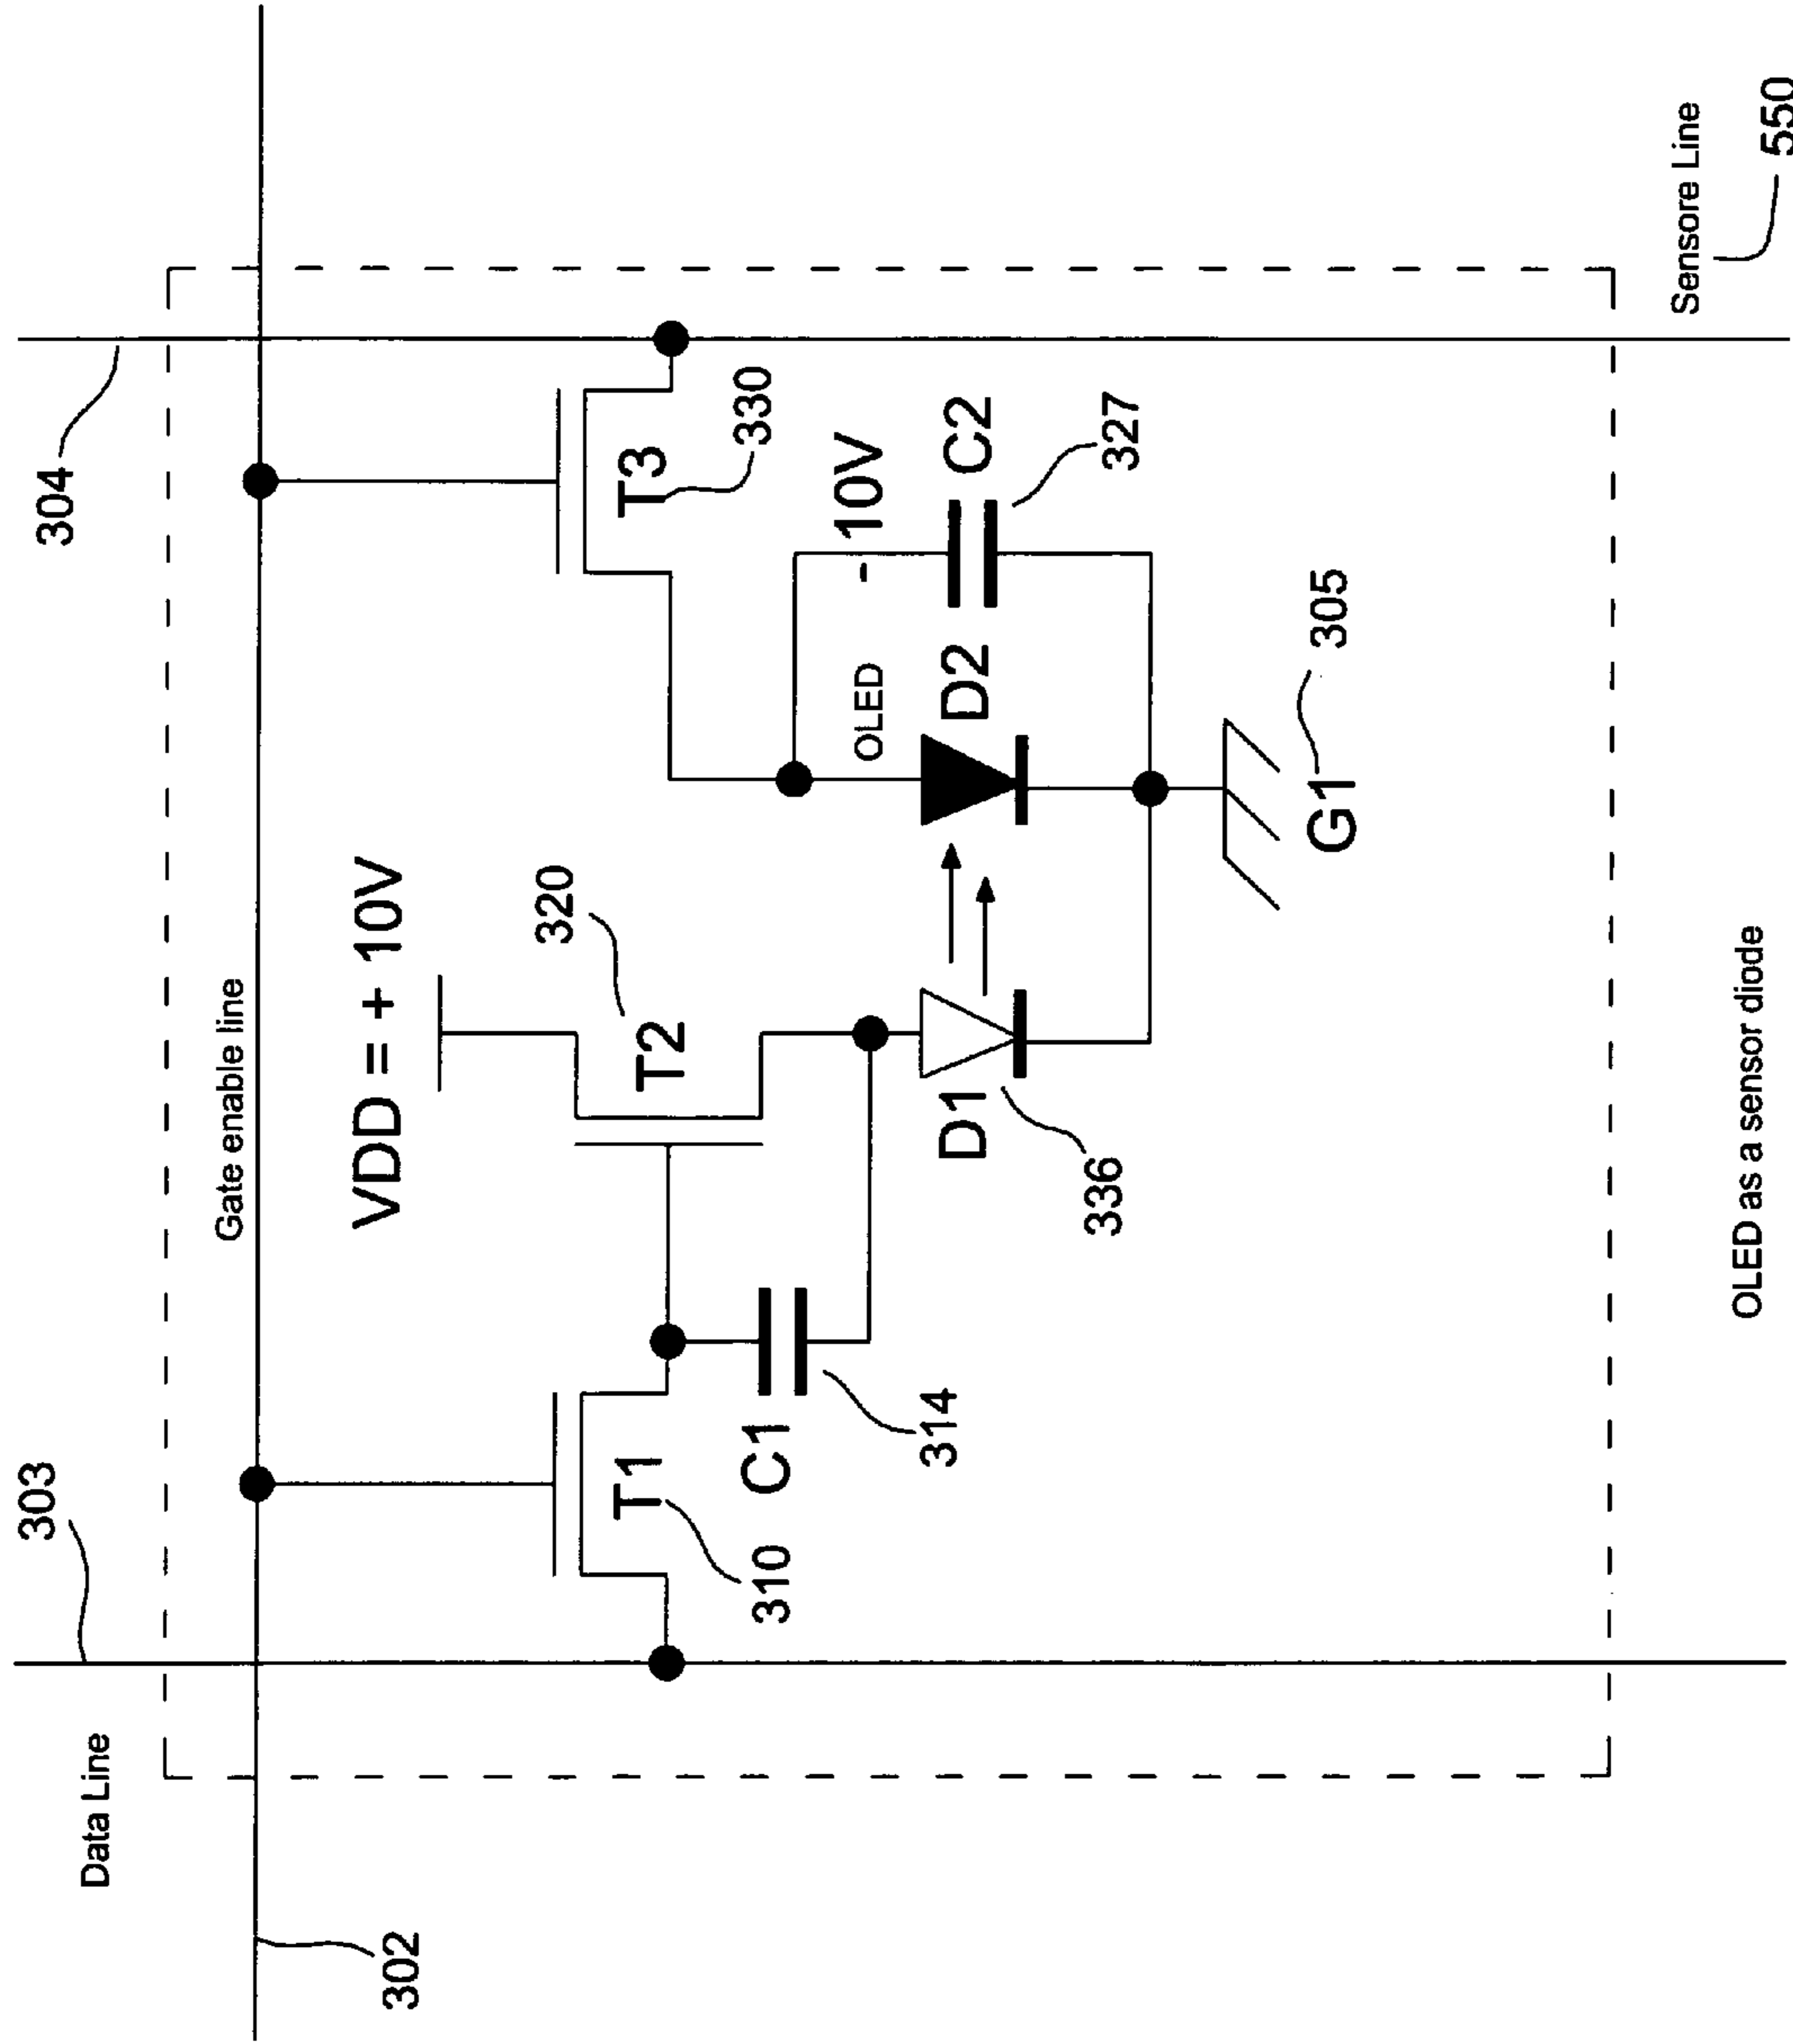 303
304
Data Line
Gate enable line
302
VDD = + 10V
320
T1
T2
T3
310
330
C1
314
OLED
- 10V
D1
D2
C2
336
327
G1
305
Sensore Line
OLED as a sensor diode
550